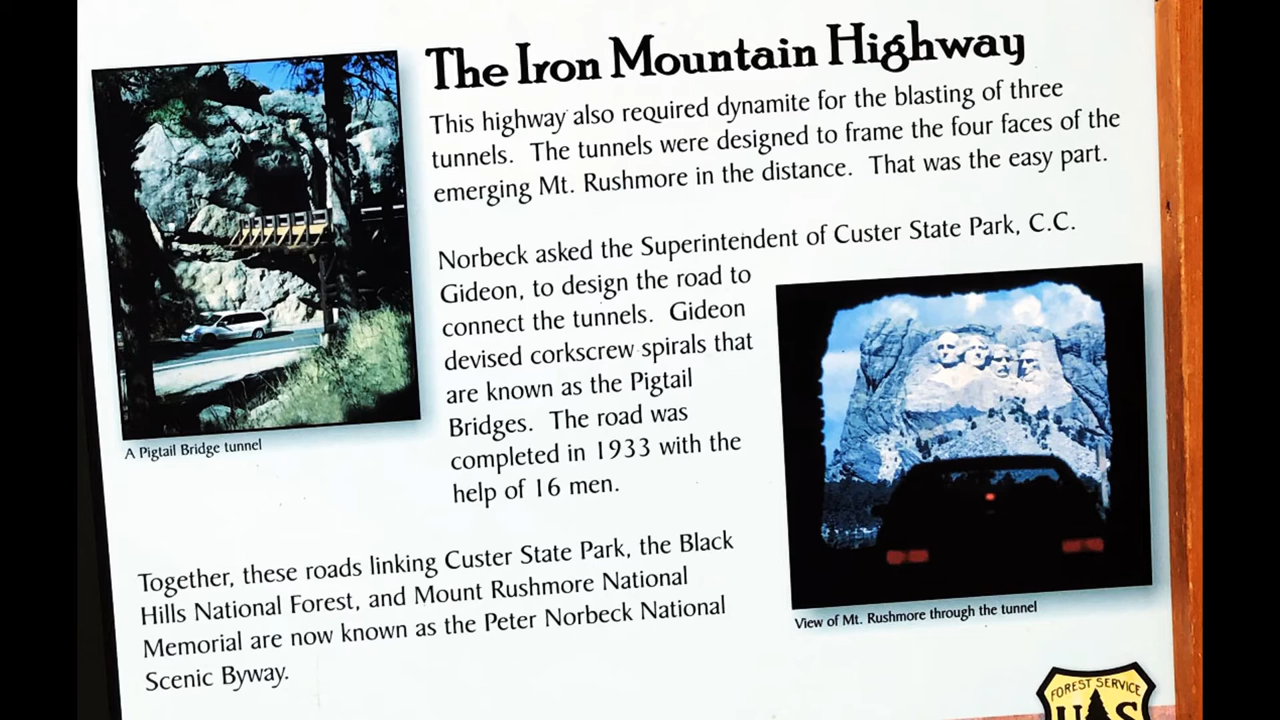 The Iron Mountain Highway
This highway also required dynamite for the blasting of three
tunnels. The tunnels were designed to frame the four faces of the
emerging Mt. Rushmore in the distance. That was the easy part.
Norbeck asked the Superintendent of Custer State Park, C.C.
Gideon, to design the road to
connect the tunnels. Gideon
devised corkscrew spirals that
are known as the Pigtail
Bridges. The road was
completed in 1933 with the
help of 16 men.
A Pigtail Bridge tunnel
View of Mt. Rushmore through the tunnel
Together, these roads linking Custer State Park, the Black
Hills National Forest, and Mount Rushmore National
Memorial are now known as the Peter Norbeck National
Scenic Byway.
FOREST SERVICE
U S